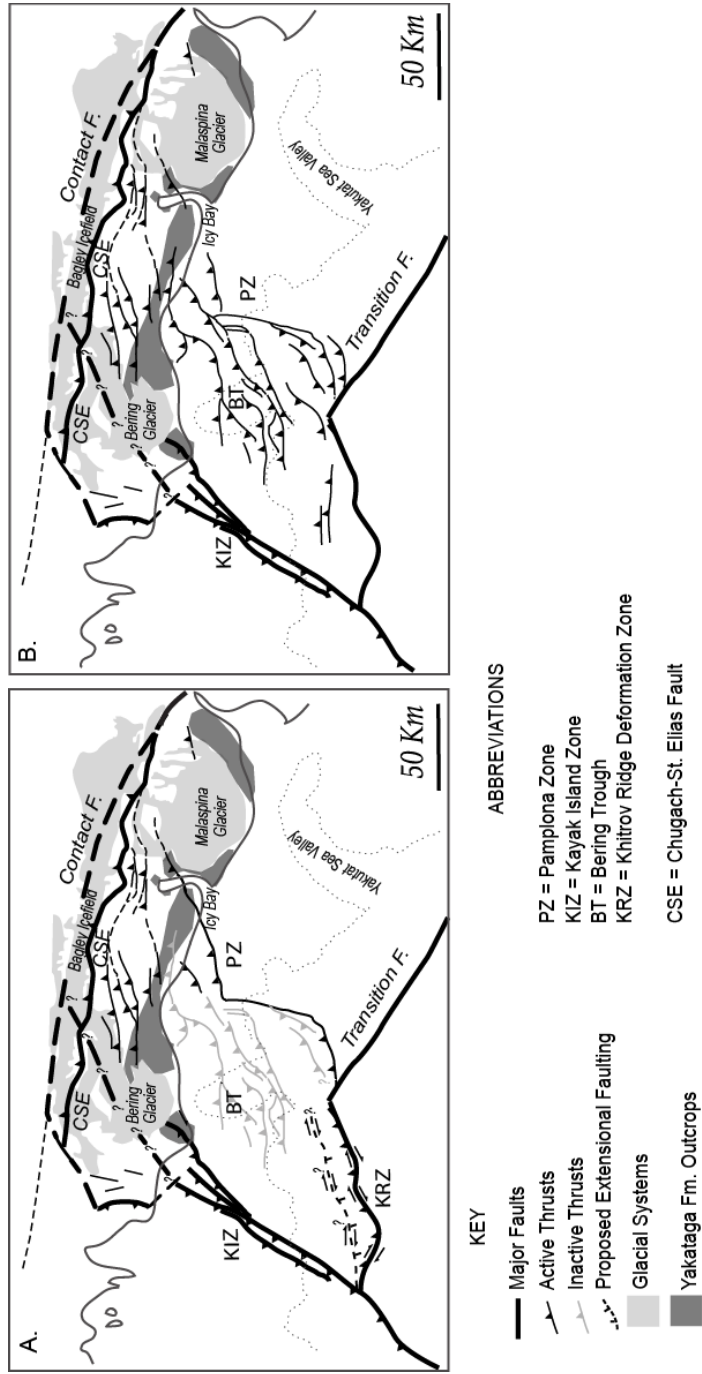 A.
Contact F.
Bagley Icefield
CSE
CSE
?
?
?
?
?
?
Bering
Glacier
Malaspina
Glacier
Icy Bay
KIZ
BT
PZ
Yakutat Sea Valley
?
?
?
KRZ
Transition F.
50 Km
B.
Contact F.
Bagley Icefield
CSE
CSE
?
?
?
?
?
?
Bering
Glacier
Malaspina
Glacier
Icy Bay
KIZ
BT
PZ
Yakutat Sea Valley
Transition F.
50 Km
KEY
Major Faults
Active Thrusts
Inactive Thrusts
Proposed Extensional Faulting
Glacial Systems
Yakataga Fm. Outcrops
ABBREVIATIONS
PZ = Pamplona Zone
KIZ = Kayak Island Zone
BT = Bering Trough
KRZ = Khitrov Ridge Deformation Zone
CSE = Chugach-St. Elias Fault